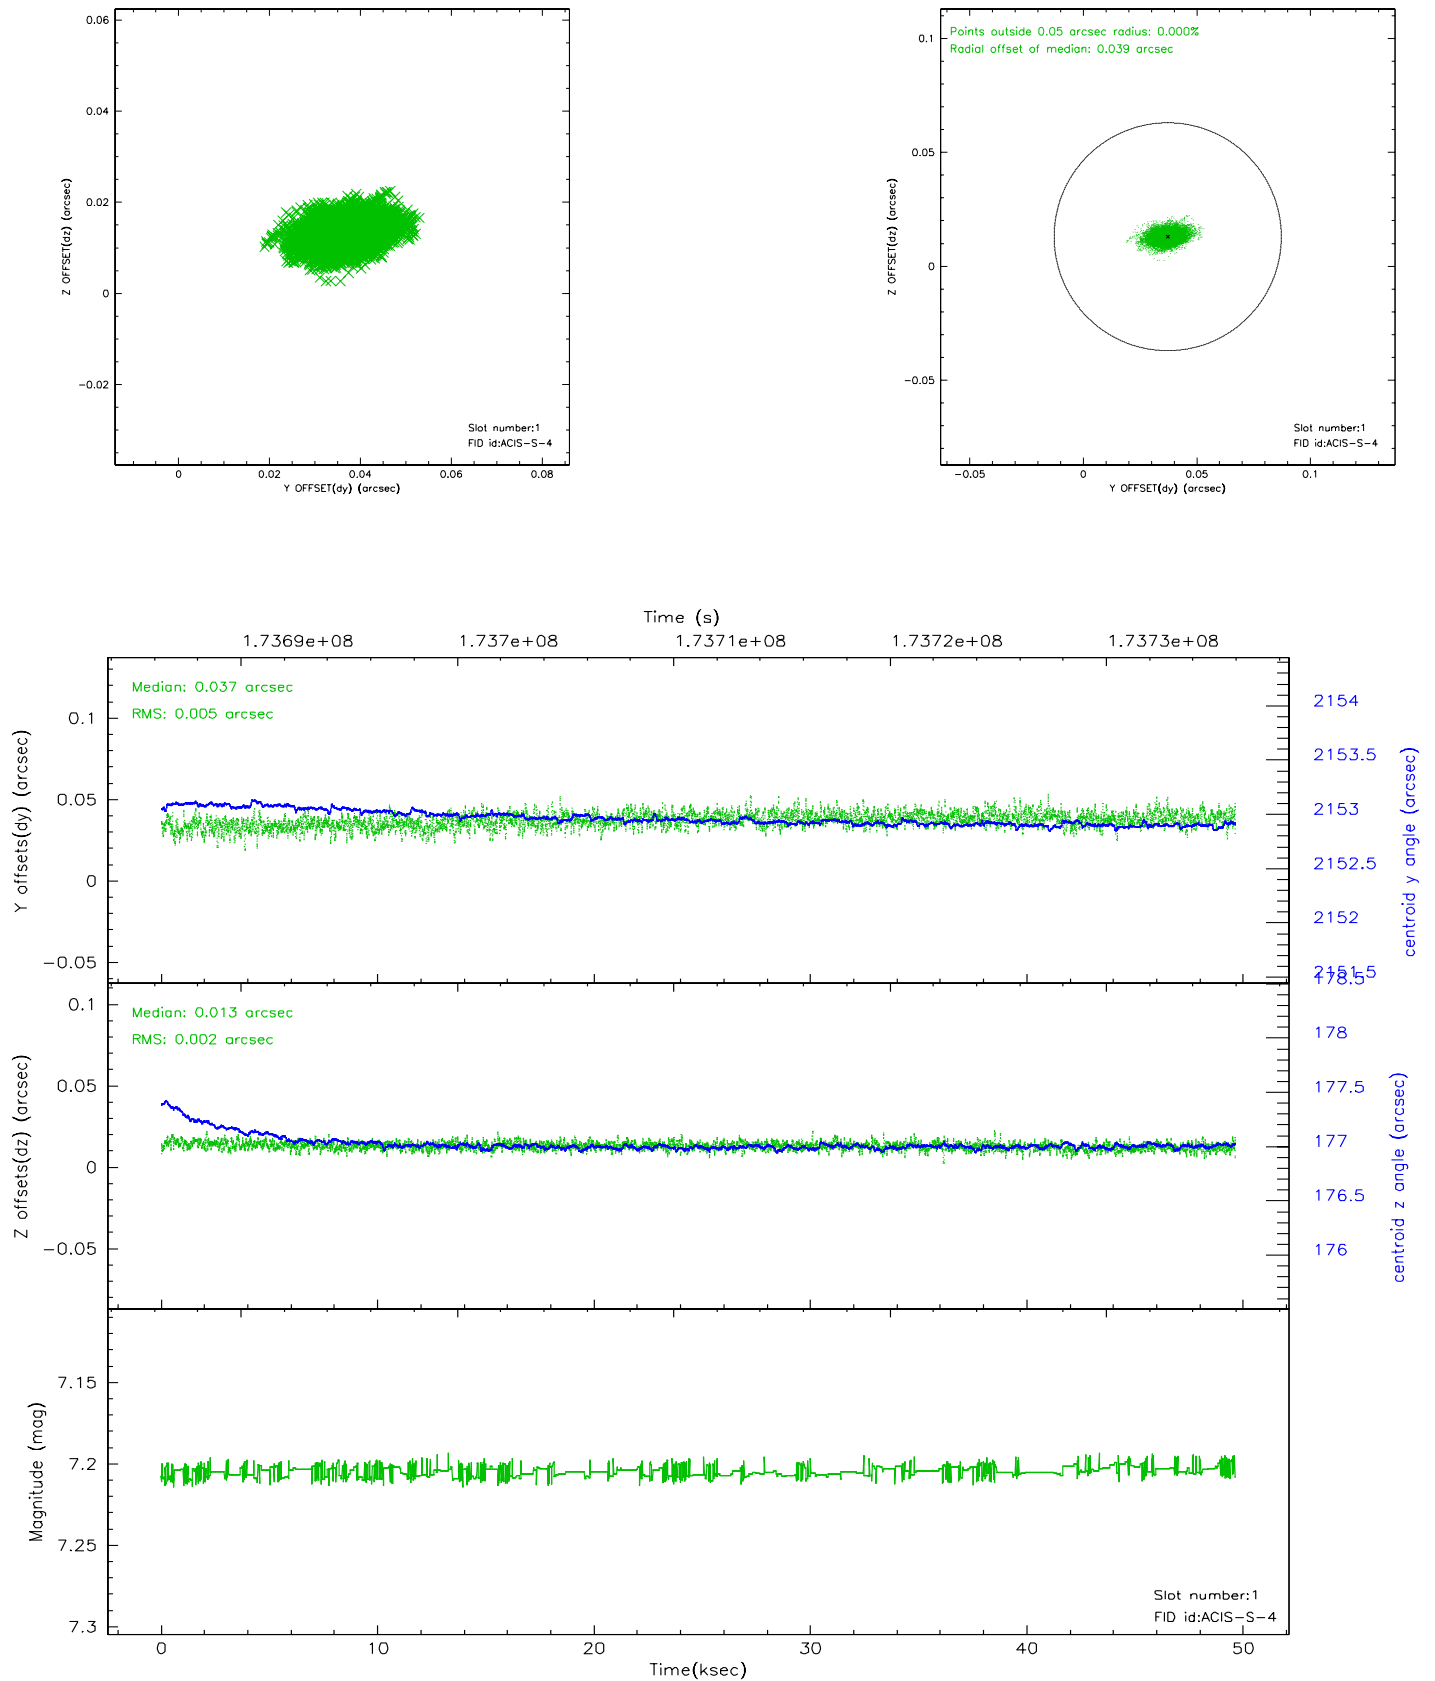 0.06
0.04
0.02
0
-0.02
Z OFFSET(dz) (arcsec)
Slot number:1
FID id:ACIS-S-4
0 0.02 0.04 0.06 0.08
Y OFFSET(dy) (arcsec)
Points outside 0.05 arcsec radius: 0.000%
Radial offset of median: 0.039 arcsec
0.1
0.05
0
-0.05
Z OFFSET(dz) (arcsec)
Slot number:1
FID id:ACIS-S-4
-0.05 0 0.05 0.1
Y OFFSET(dy) (arcsec)
Time (s)
1.7369e+08 1.737e+08 1.7371e+08 1.7372e+08 1.7373e+08
Median: 0.037 arcsec
RMS: 0.005 arcsec
0.1
0.05
0
-0.05
Y offsets(dy) (arcsec)
2154
2153.5
2153
2152.5
2152
2151.5
centroid y angle (arcsec)
Median: 0.013 arcsec
RMS: 0.002 arcsec
0.1
0.05
0
-0.05
Z offsets(dz) (arcsec)
178.5
178
177.5
177
176.5
176
centroid z angle (arcsec)
7.15
7.2
7.25
7.3
Magnitude (mag)
Slot number:1
FID id:ACIS-S-4
0 10 20 30 40 50
Time(ksec)